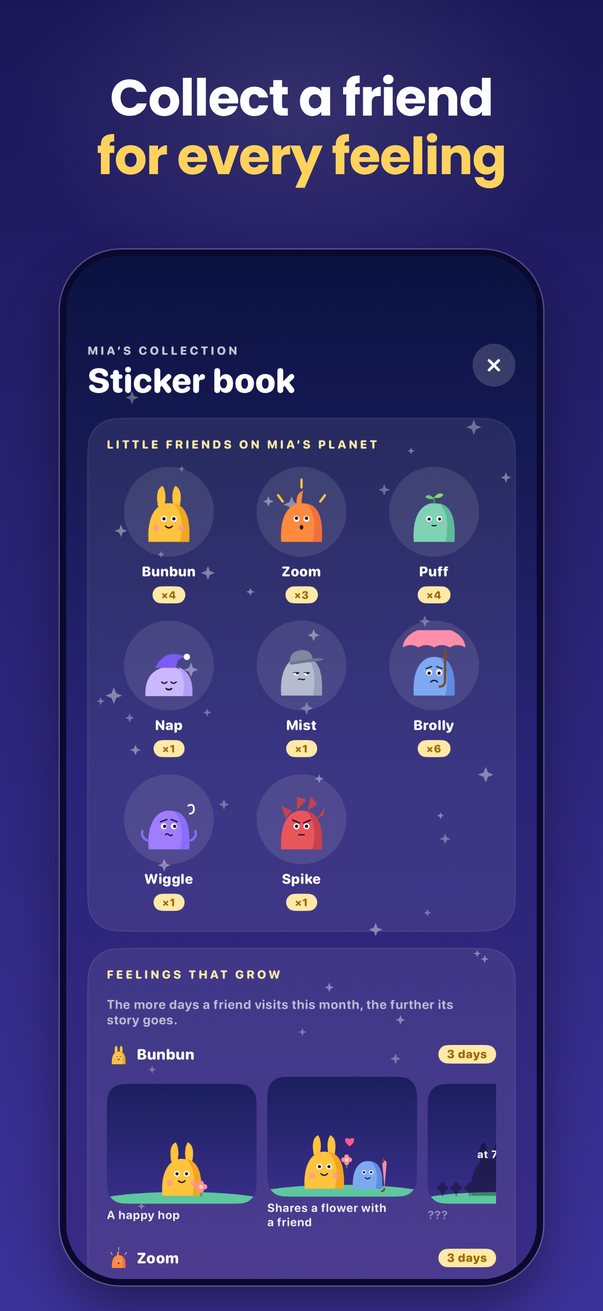 Collect a friend
for every feeling
MIA'S COLLECTION
Sticker book
LITTLE FRIENDS ON MIA'S PLANET
Bunbun
Zoom
Puff
×4
×3
×4
Nap
Mist
Brolly
×1
×1
×6
Wiggle
Spike
×1
×1
FEELINGS THAT GROW
The more days a friend visits this month, the further its
story goes.
Bunbun
3 days
at 7
A happy hop
Shares a flower with
a friend
???
Zoom
3 days